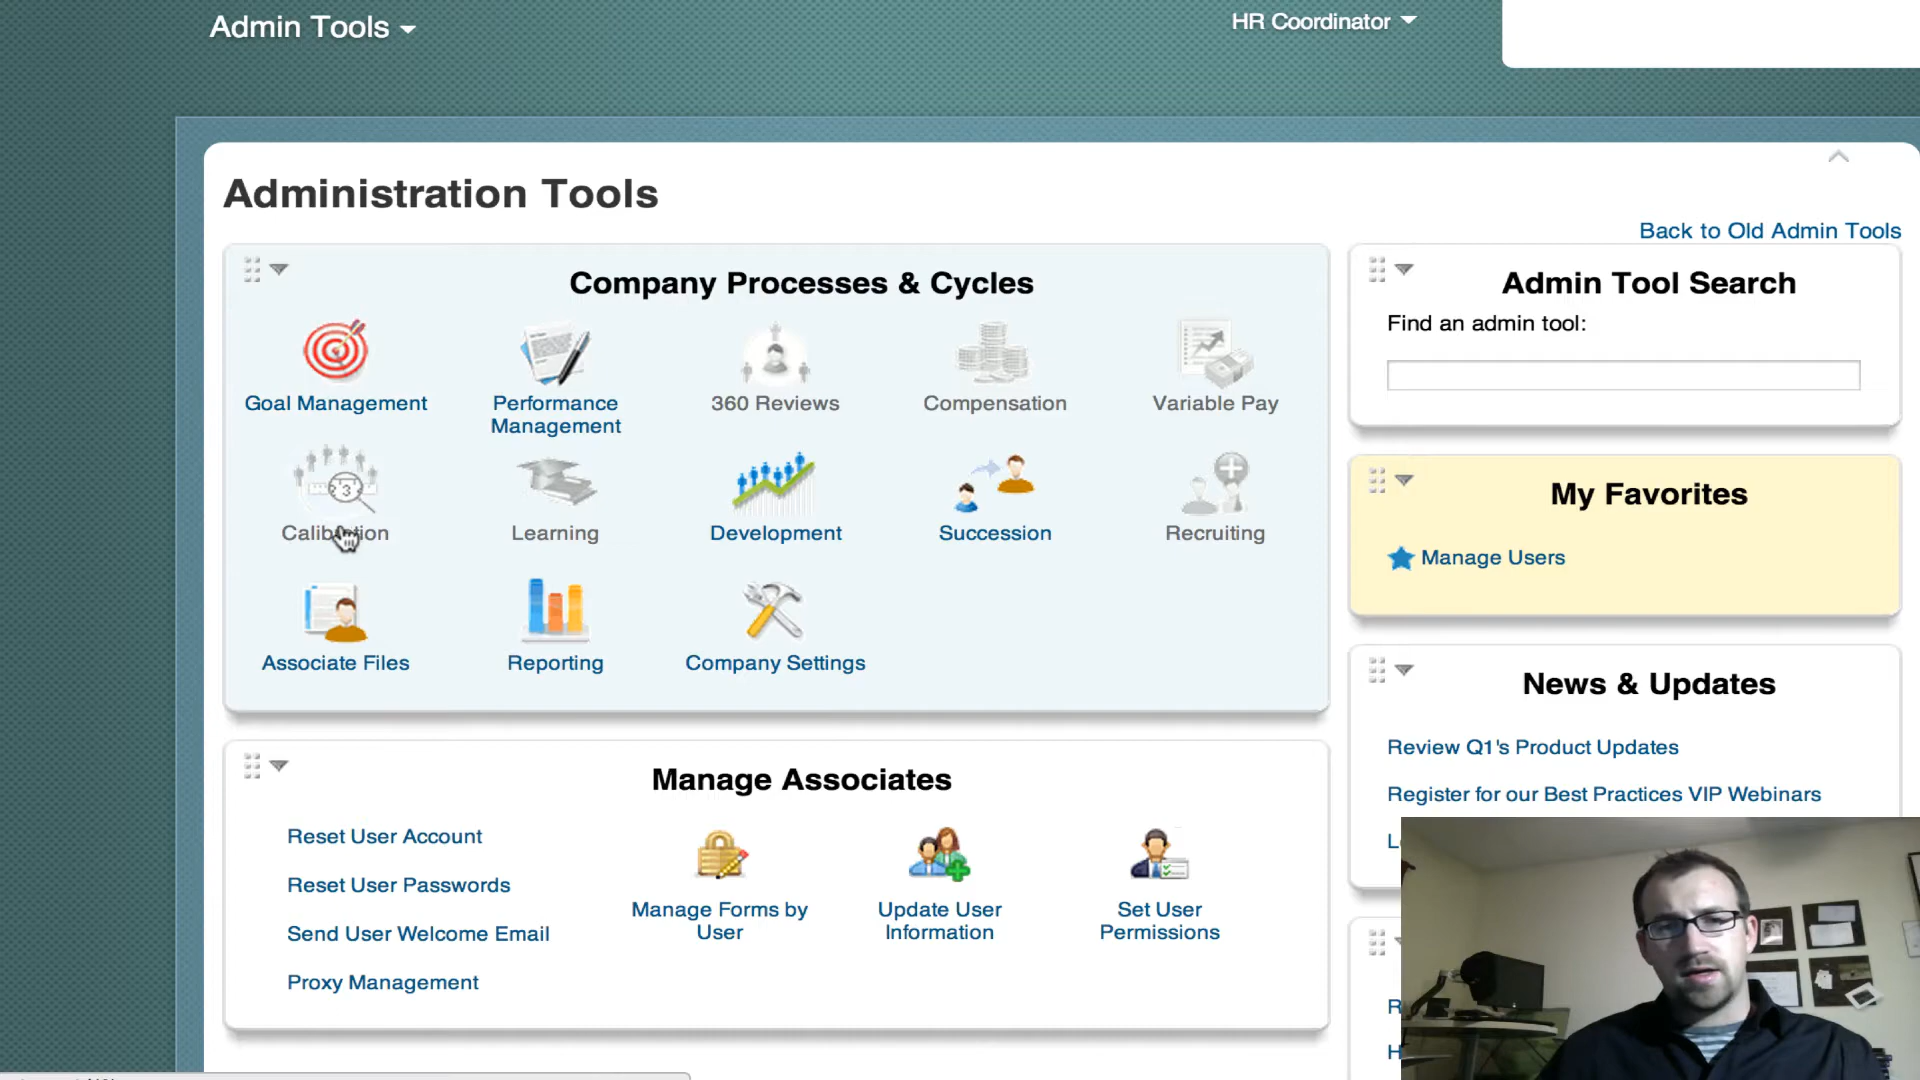 Admin Tools
HR Coordinator
Administration Tools
Back to Old Admin Tools
Company Processes & Cycles
Goal Management
Performance
Management
360 Reviews
Compensation
Variable Pay
Calibration
Learning
Development
Succession
Recruiting
Associate Files
Reporting
Company Settings
Admin Tool Search
Find an admin tool:
My Favorites
Manage Users
News & Updates
Review Q1's Product Updates
Register for our Best Practices VIP Webinars
Manage Associates
Reset User Account
Reset User Passwords
Send User Welcome Email
Proxy Management
Manage Forms by
User
Update User
Information
Set User
Permissions